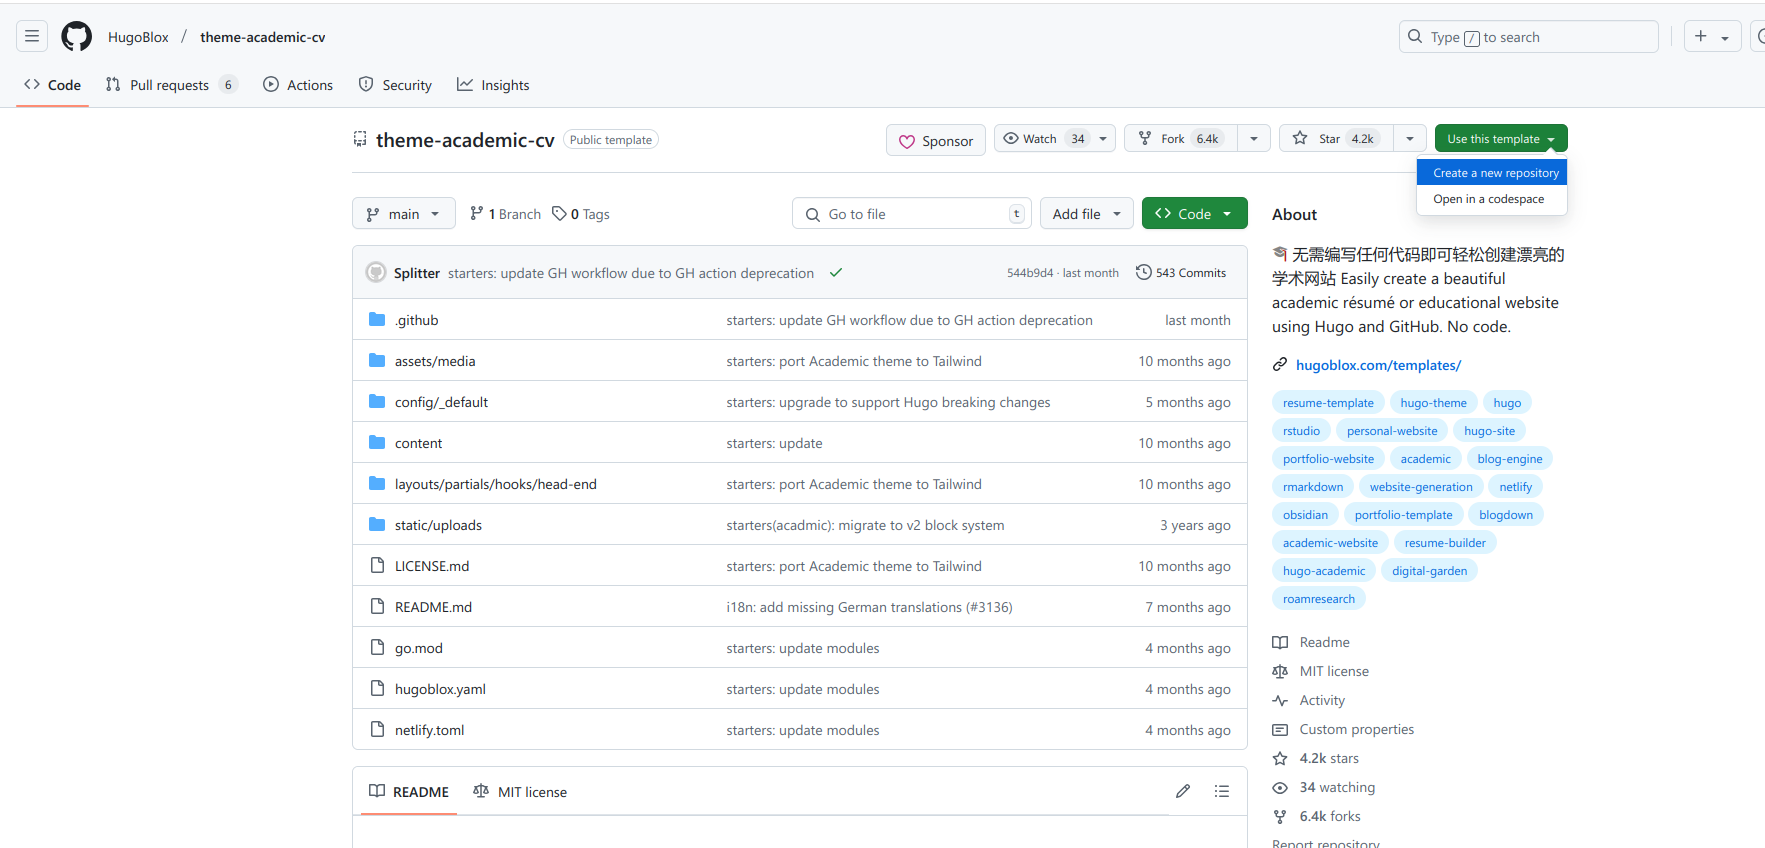 HugoBlox / theme-academic-cv
Type / to search
Code
Pull requests 6
Actions
Security
Insights
theme-academic-cv Public template
Sponsor
Watch 34
Fork 6.4k
Star 4.2k
Use this template
Create a new repository
Open in a codespace
main
1 Branch
0 Tags
Go to file t
Add file
Code
Splitter starters: update GH workflow due to GH action deprecation 544b9d4 · last month 543 Commits
.github starters: update GH workflow due to GH action deprecation last month
assets/media starters: port Academic theme to Tailwind 10 months ago
config/_default starters: upgrade to support Hugo breaking changes 5 months ago
content starters: update 10 months ago
layouts/partials/hooks/head-end starters: port Academic theme to Tailwind 10 months ago
static/uploads starters(acadmic): migrate to v2 block system 3 years ago
LICENSE.md starters: port Academic theme to Tailwind 10 months ago
README.md i18n: add missing German translations (#3136) 7 months ago
go.mod starters: update modules 4 months ago
hugoblox.yaml starters: update modules 4 months ago
netlify.toml starters: update modules 4 months ago
README
MIT license
About
无需编写任何代码即可轻松创建漂亮的
学术网站 Easily create a beautiful
academic résumé or educational website
using Hugo and GitHub. No code.
hugoblox.com/templates/
resume-template hugo-theme hugo
rstudio personal-website hugo-site
portfolio-website academic blog-engine
rmarkdown website-generation netlify
obsidian portfolio-template blogdown
academic-website resume-builder
hugo-academic digital-garden
roamresearch
Readme
MIT license
Activity
Custom properties
4.2k stars
34 watching
6.4k forks
Report repository